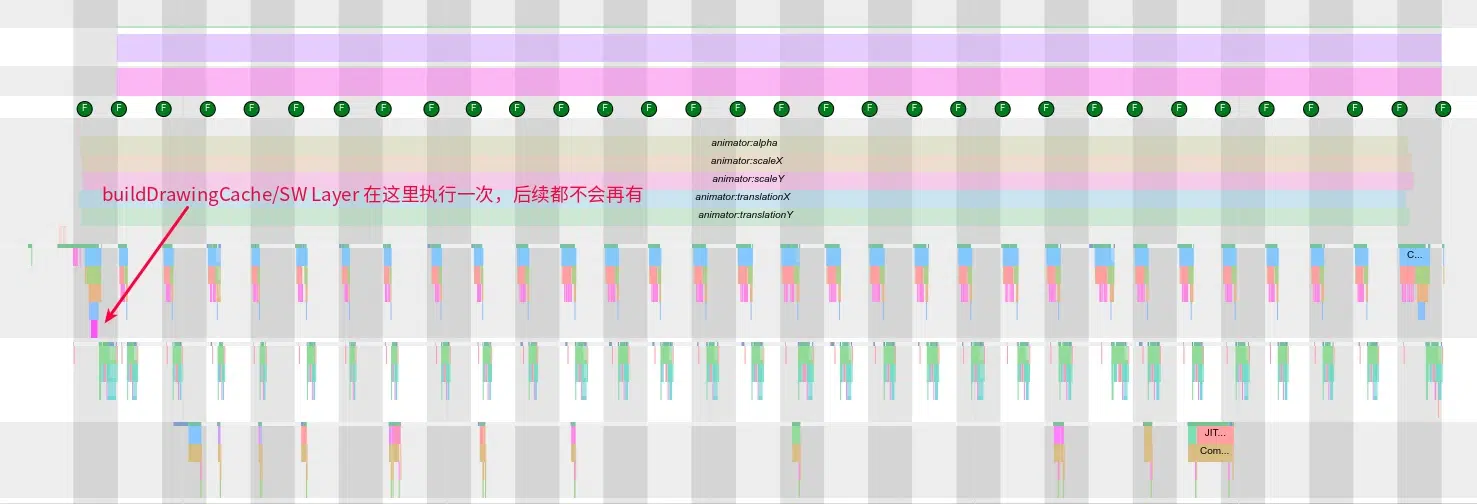 F F F F F F F F F F F F F F F F F F F F F F F F F F F F F F F F
animator:alpha
animator:scaleX
animator:scaleY
buildDrawingCache/SW Layer 在这里执行一次，后续都不会再有
animator:translationX
animator:translationY
C...
JIT...
Com...